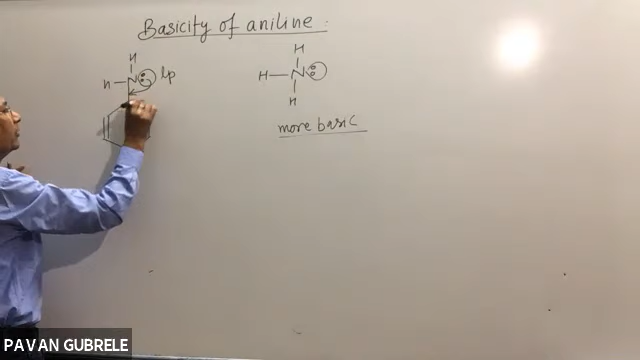 Basicity of aniline :
H
H
H — N lp
H — N
H
more basic
PAVAN GUBRELE